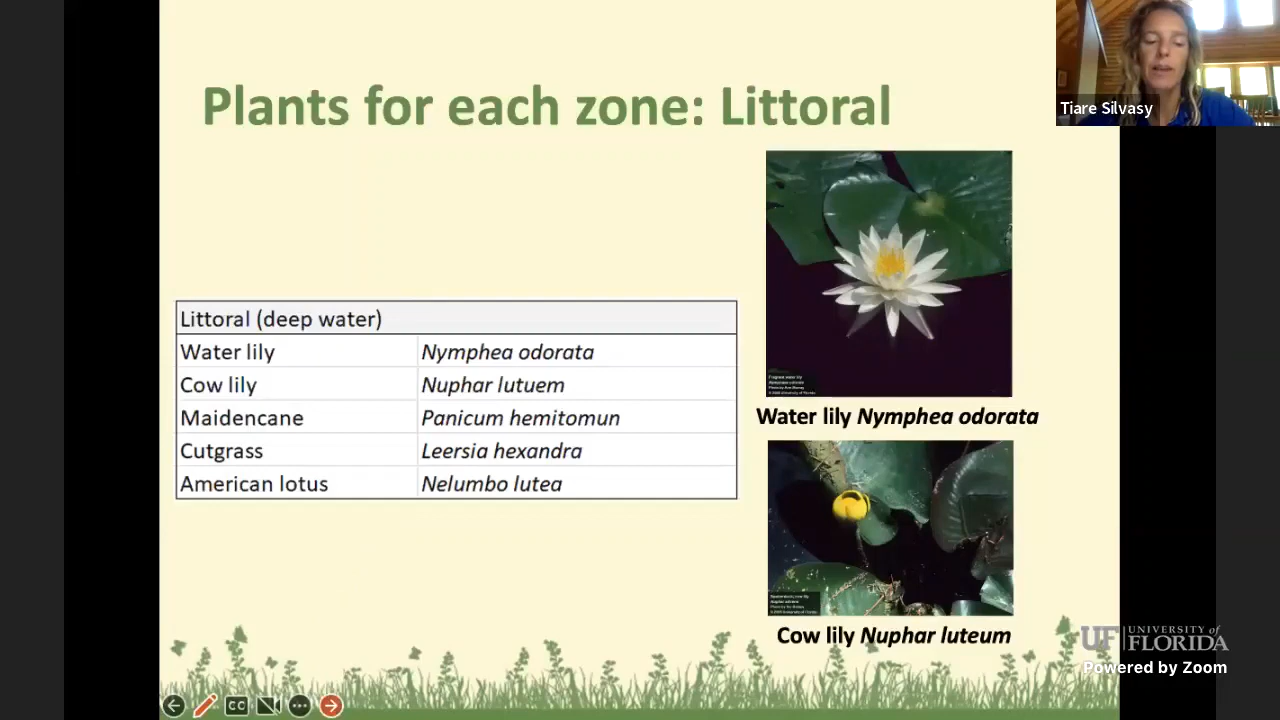 Plants for each zone: Littoral
Tiare Silvasy
Littoral (deep water)
Water lily Nymphea odorata
Cow lily Nuphar lutuem
Maidencane Panicum hemitomun
Cutgrass Leersia hexandra
American lotus Nelumbo lutea
Water lily Nymphea odorata
Cow lily Nuphar luteum
UF UNIVERSITY of
FLORIDA
Powered by Zoom
CC